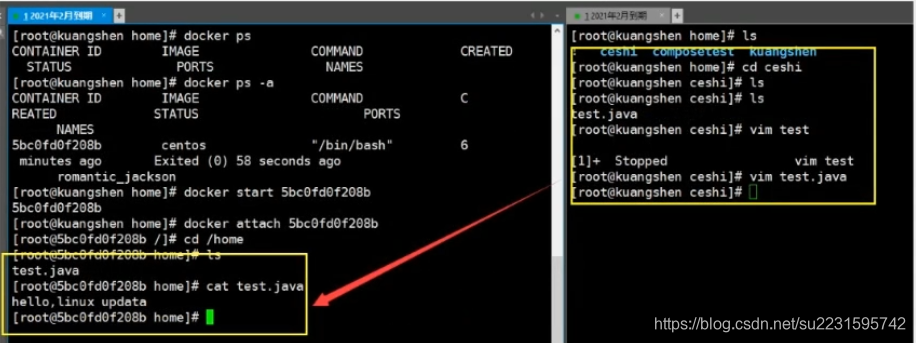 1 2021年2月到期 × +
[root@kuangshen home]# docker ps
CONTAINER ID IMAGE COMMAND CREATED
STATUS PORTS NAMES
[root@kuangshen home]# docker ps -a
CONTAINER ID IMAGE COMMAND C
REATED STATUS PORTS
NAMES
5bc0fd0f208b centos "/bin/bash" 6
minutes ago Exited (0) 58 seconds ago
romantic_jackson
[root@kuangshen home]# docker start 5bc0fd0f208b
5bc0fd0f208b
[root@kuangshen home]# docker attach 5bc0fd0f208b
[root@5bc0fd0f208b /]# cd /home
[root@5bc0fd0f208b home]# ls
test.java
[root@5bc0fd0f208b home]# cat test.java
hello,linux updata
[root@5bc0fd0f208b home]#
1 2021年2月到期 × +
[root@kuangshen home]# ls
: ceshi composetest kuangshen
[root@kuangshen home]# cd ceshi
[root@kuangshen ceshi]# ls
[root@kuangshen ceshi]# ls
test.java
[root@kuangshen ceshi]# vim test
[1]+ Stopped vim test
[root@kuangshen ceshi]# vim test.java
[root@kuangshen ceshi]#
https://blog.csdn.net/su2231595742